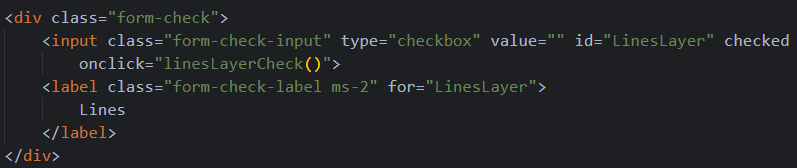 <div class="form-check">
<input class="form-check-input" type="checkbox" value="" id="LinesLayer" checked
onclick="linesLayerCheck()">
<label class="form-check-label ms-2" for="LinesLayer">
Lines
</label>
</div>